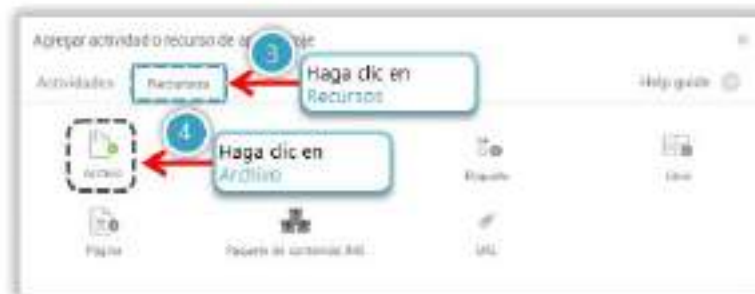 Agregar actividad o recurso de
3
Haga clic en
Recursos
Actividades
Recursos
Help guide
4
Haga clic en
Archivo
Archivo
Etiqueta
Libro
Página
Paquete de contenido IMS
URL